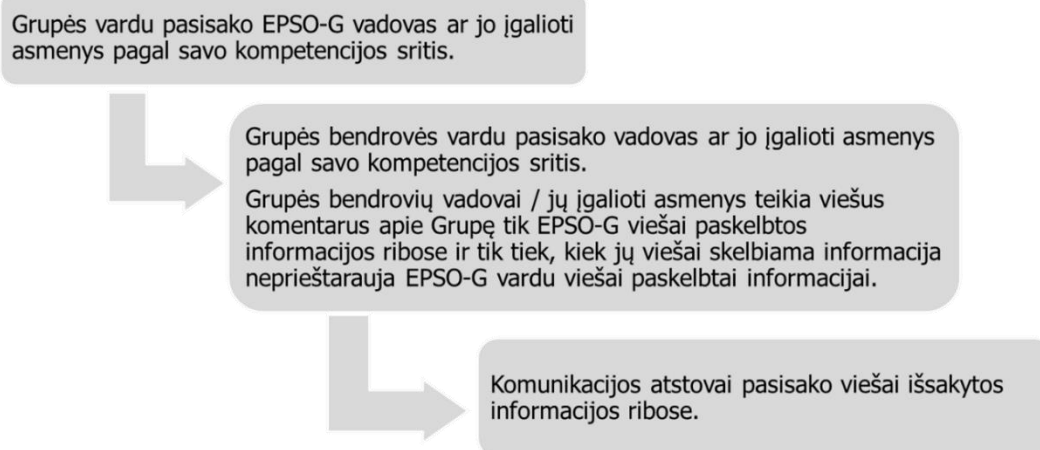 Grupės vardu pasisako EPSO-G vadovas ar jo įgalioti
asmenys pagal savo kompetencijos sritis.
Grupės bendrovės vardu pasisako vadovas ar jo įgalioti asmenys
pagal savo kompetencijos sritis.
Grupės bendrovių vadovai / jų įgalioti asmenys teikia viešus
komentarus apie Grupę tik EPSO-G viešai paskelbtos
informacijos ribose ir tik tiek, kiek jų viešai skelbiama informacija
neprieštarauja EPSO-G vardu viešai paskelbtai informacijai.
Komunikacijos atstovai pasisako viešai išsakytos
informacijos ribose.